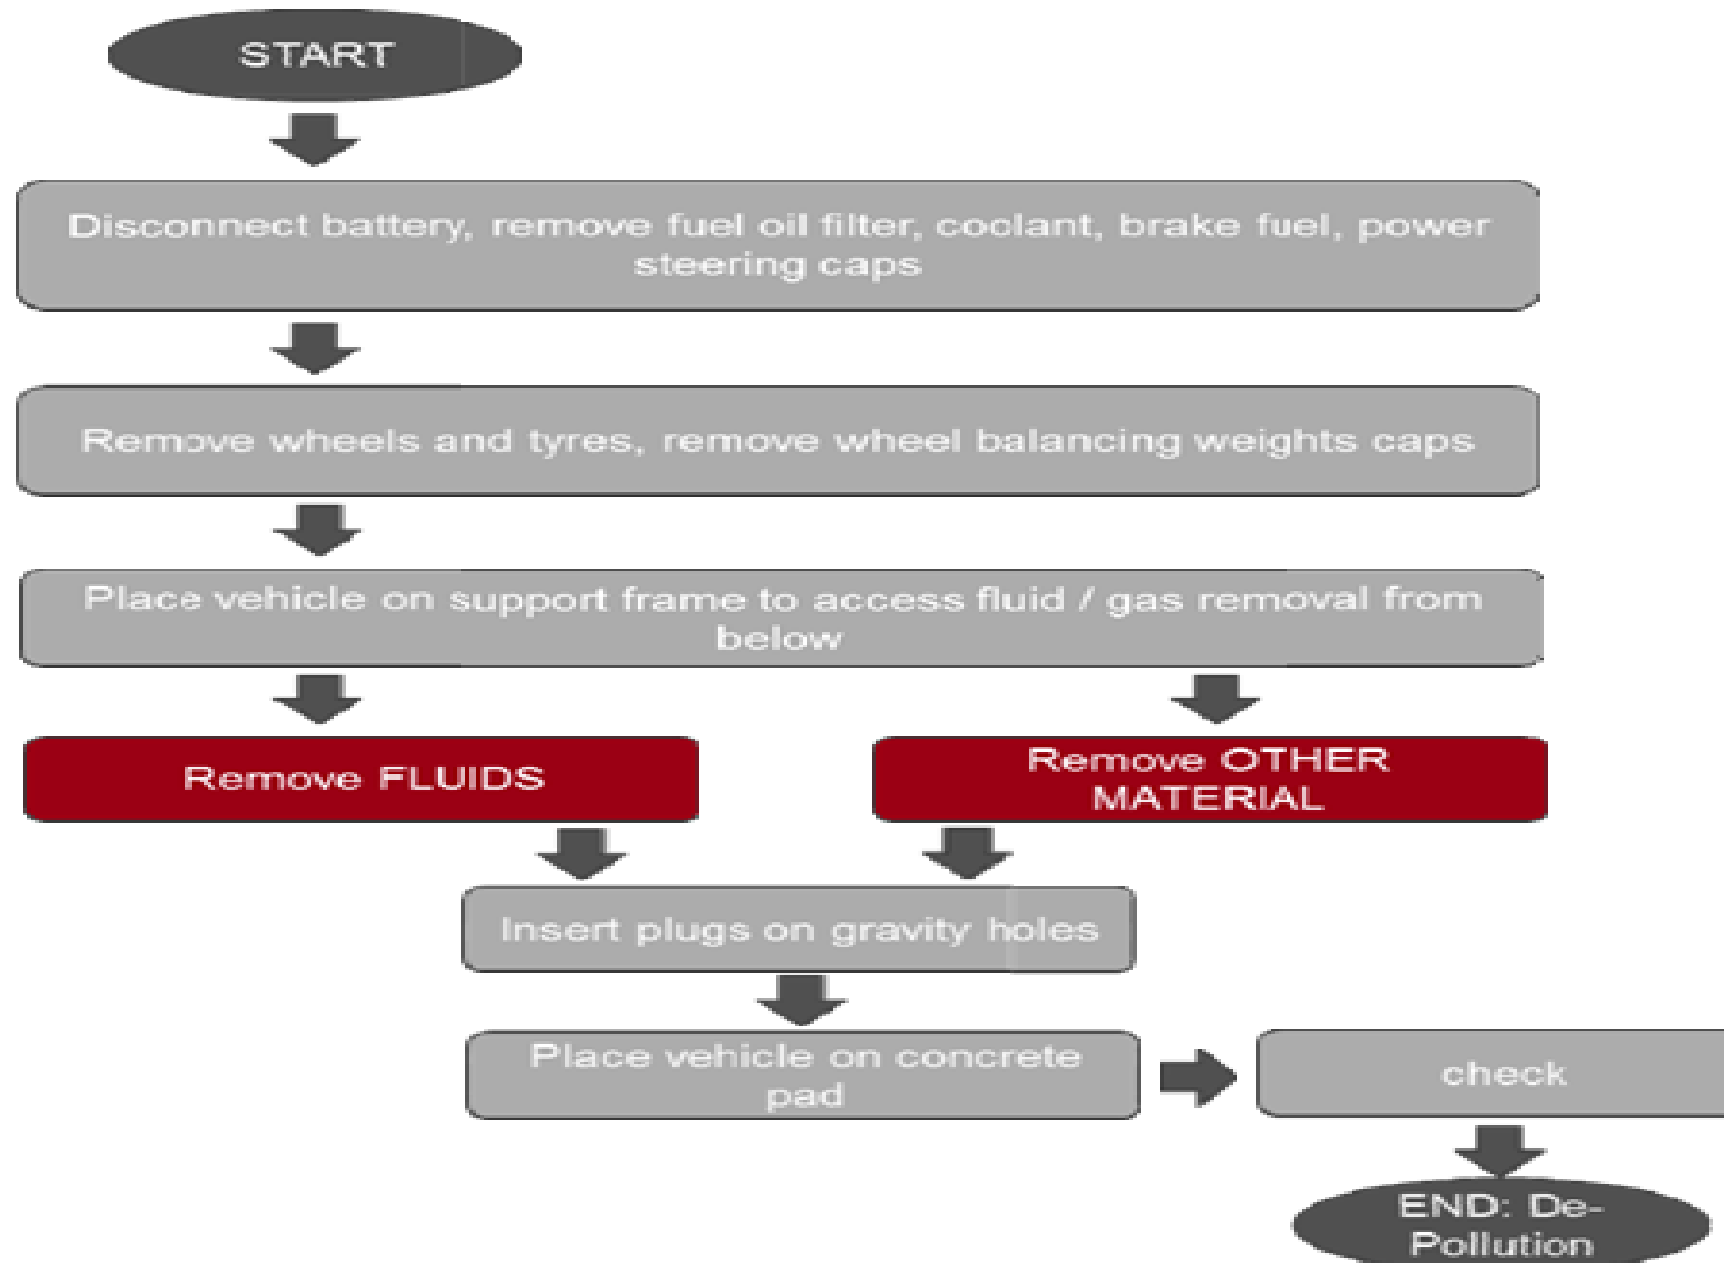 START
Disconnect battery, remove fuel oil filter, coolant, brake fuel, power
steering caps
Remove wheels and tyres, remove wheel balancing weights caps
Place vehicle on support frame to access fluid / gas removal from
below
Remove FLUIDS
Remove OTHER
MATERIAL
Insert plugs on gravity holes
Place vehicle on concrete
pad
check
END: De-
Pollution